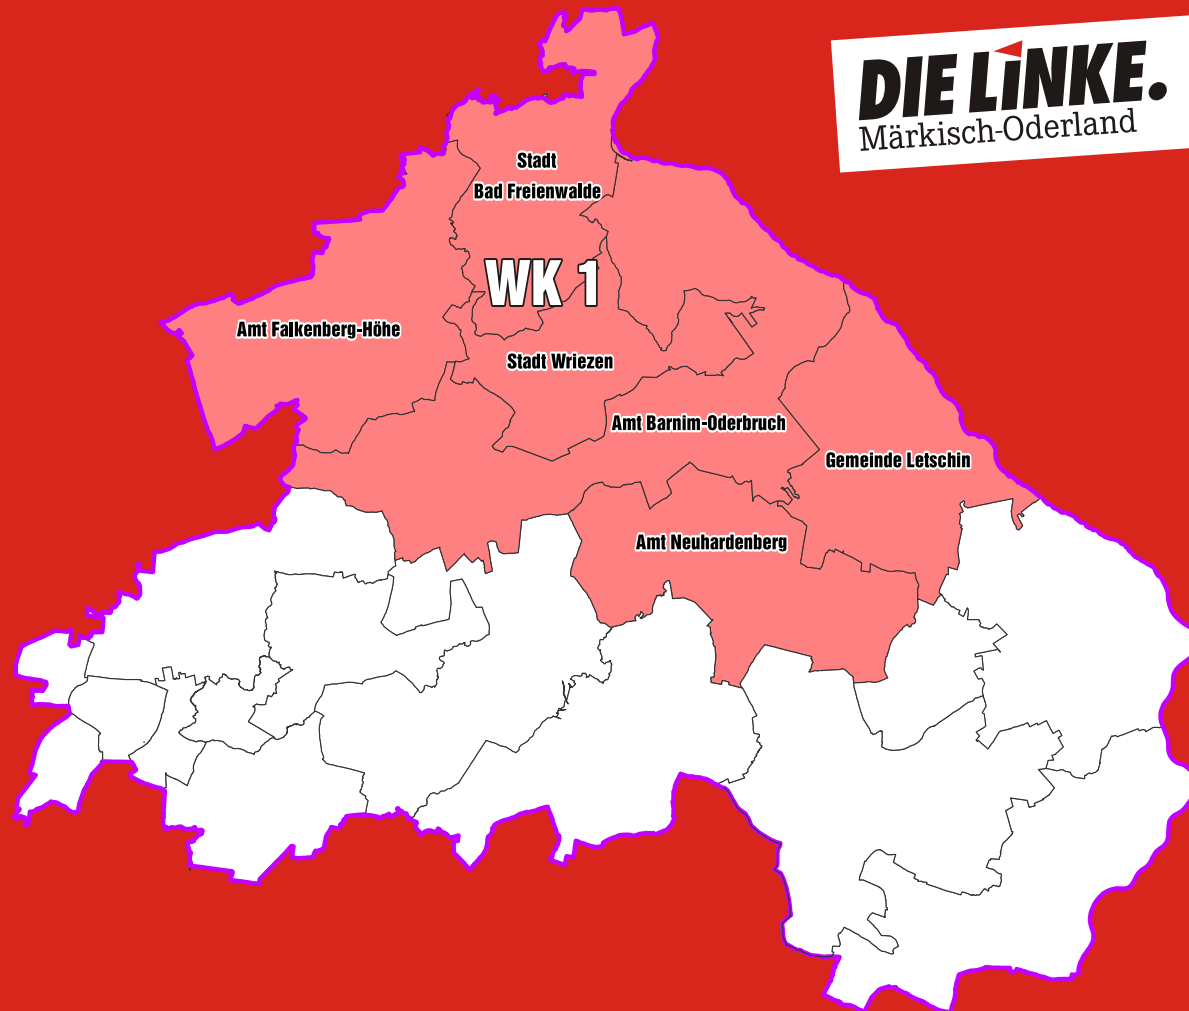 DIE LINKE.
Märkisch-Oderland
Stadt
Bad Freienwalde
WK 1
Amt Falkenberg-Höhe
Stadt Wriezen
Amt Barnim-Oderbruch
Gemeinde Letschin
Amt Neuhardenberg